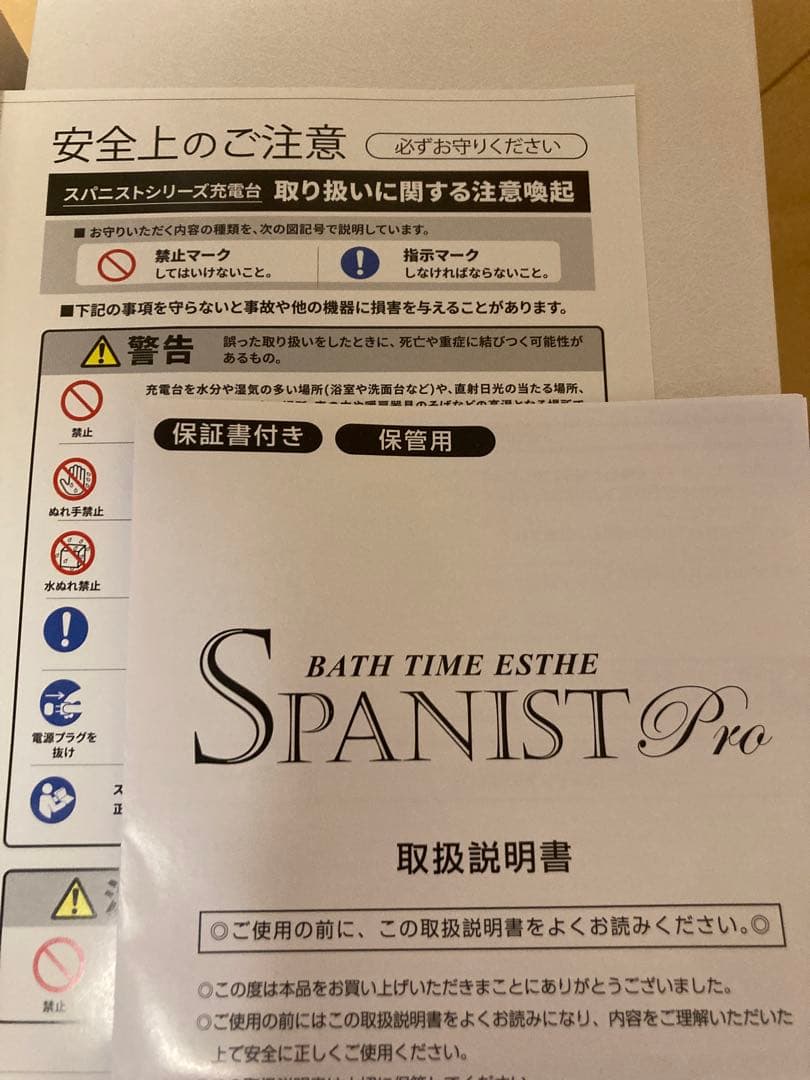 安全上のご注意 必ずお守りください
スパニストシリーズ充電台 取り扱いに関する注意喚起
■ お守りいただく内容の種類を、次の図記号で説明しています。
禁止マーク
してはいけないこと。
指示マーク
しなければならないこと。
■下記の事項を守らないと事故や他の機器に損害を与えることがあります。
警告
誤った取り扱いをしたときに、死亡や重症に結びつく可能性が
あるもの。
充電台を水分や湿気の多い場所(浴室や洗面台など)や、直射日光の当たる場所、
禁止
ぬれ手禁止
水ぬれ禁止
電源プラグを
抜け
ス
正
禁止
保証書付き 保管用
BATH TIME ESTHE
SPANIST Pro
取扱説明書
◎ご使用の前に、この取扱説明書をよくお読みください。◎
◎この度は本品をお買い上げいただきまことにありがとうございました。
◎ご使用の前にはこの取扱説明書をよくお読みになり、内容をご理解いただいた
上で安全に正しくご使用ください。